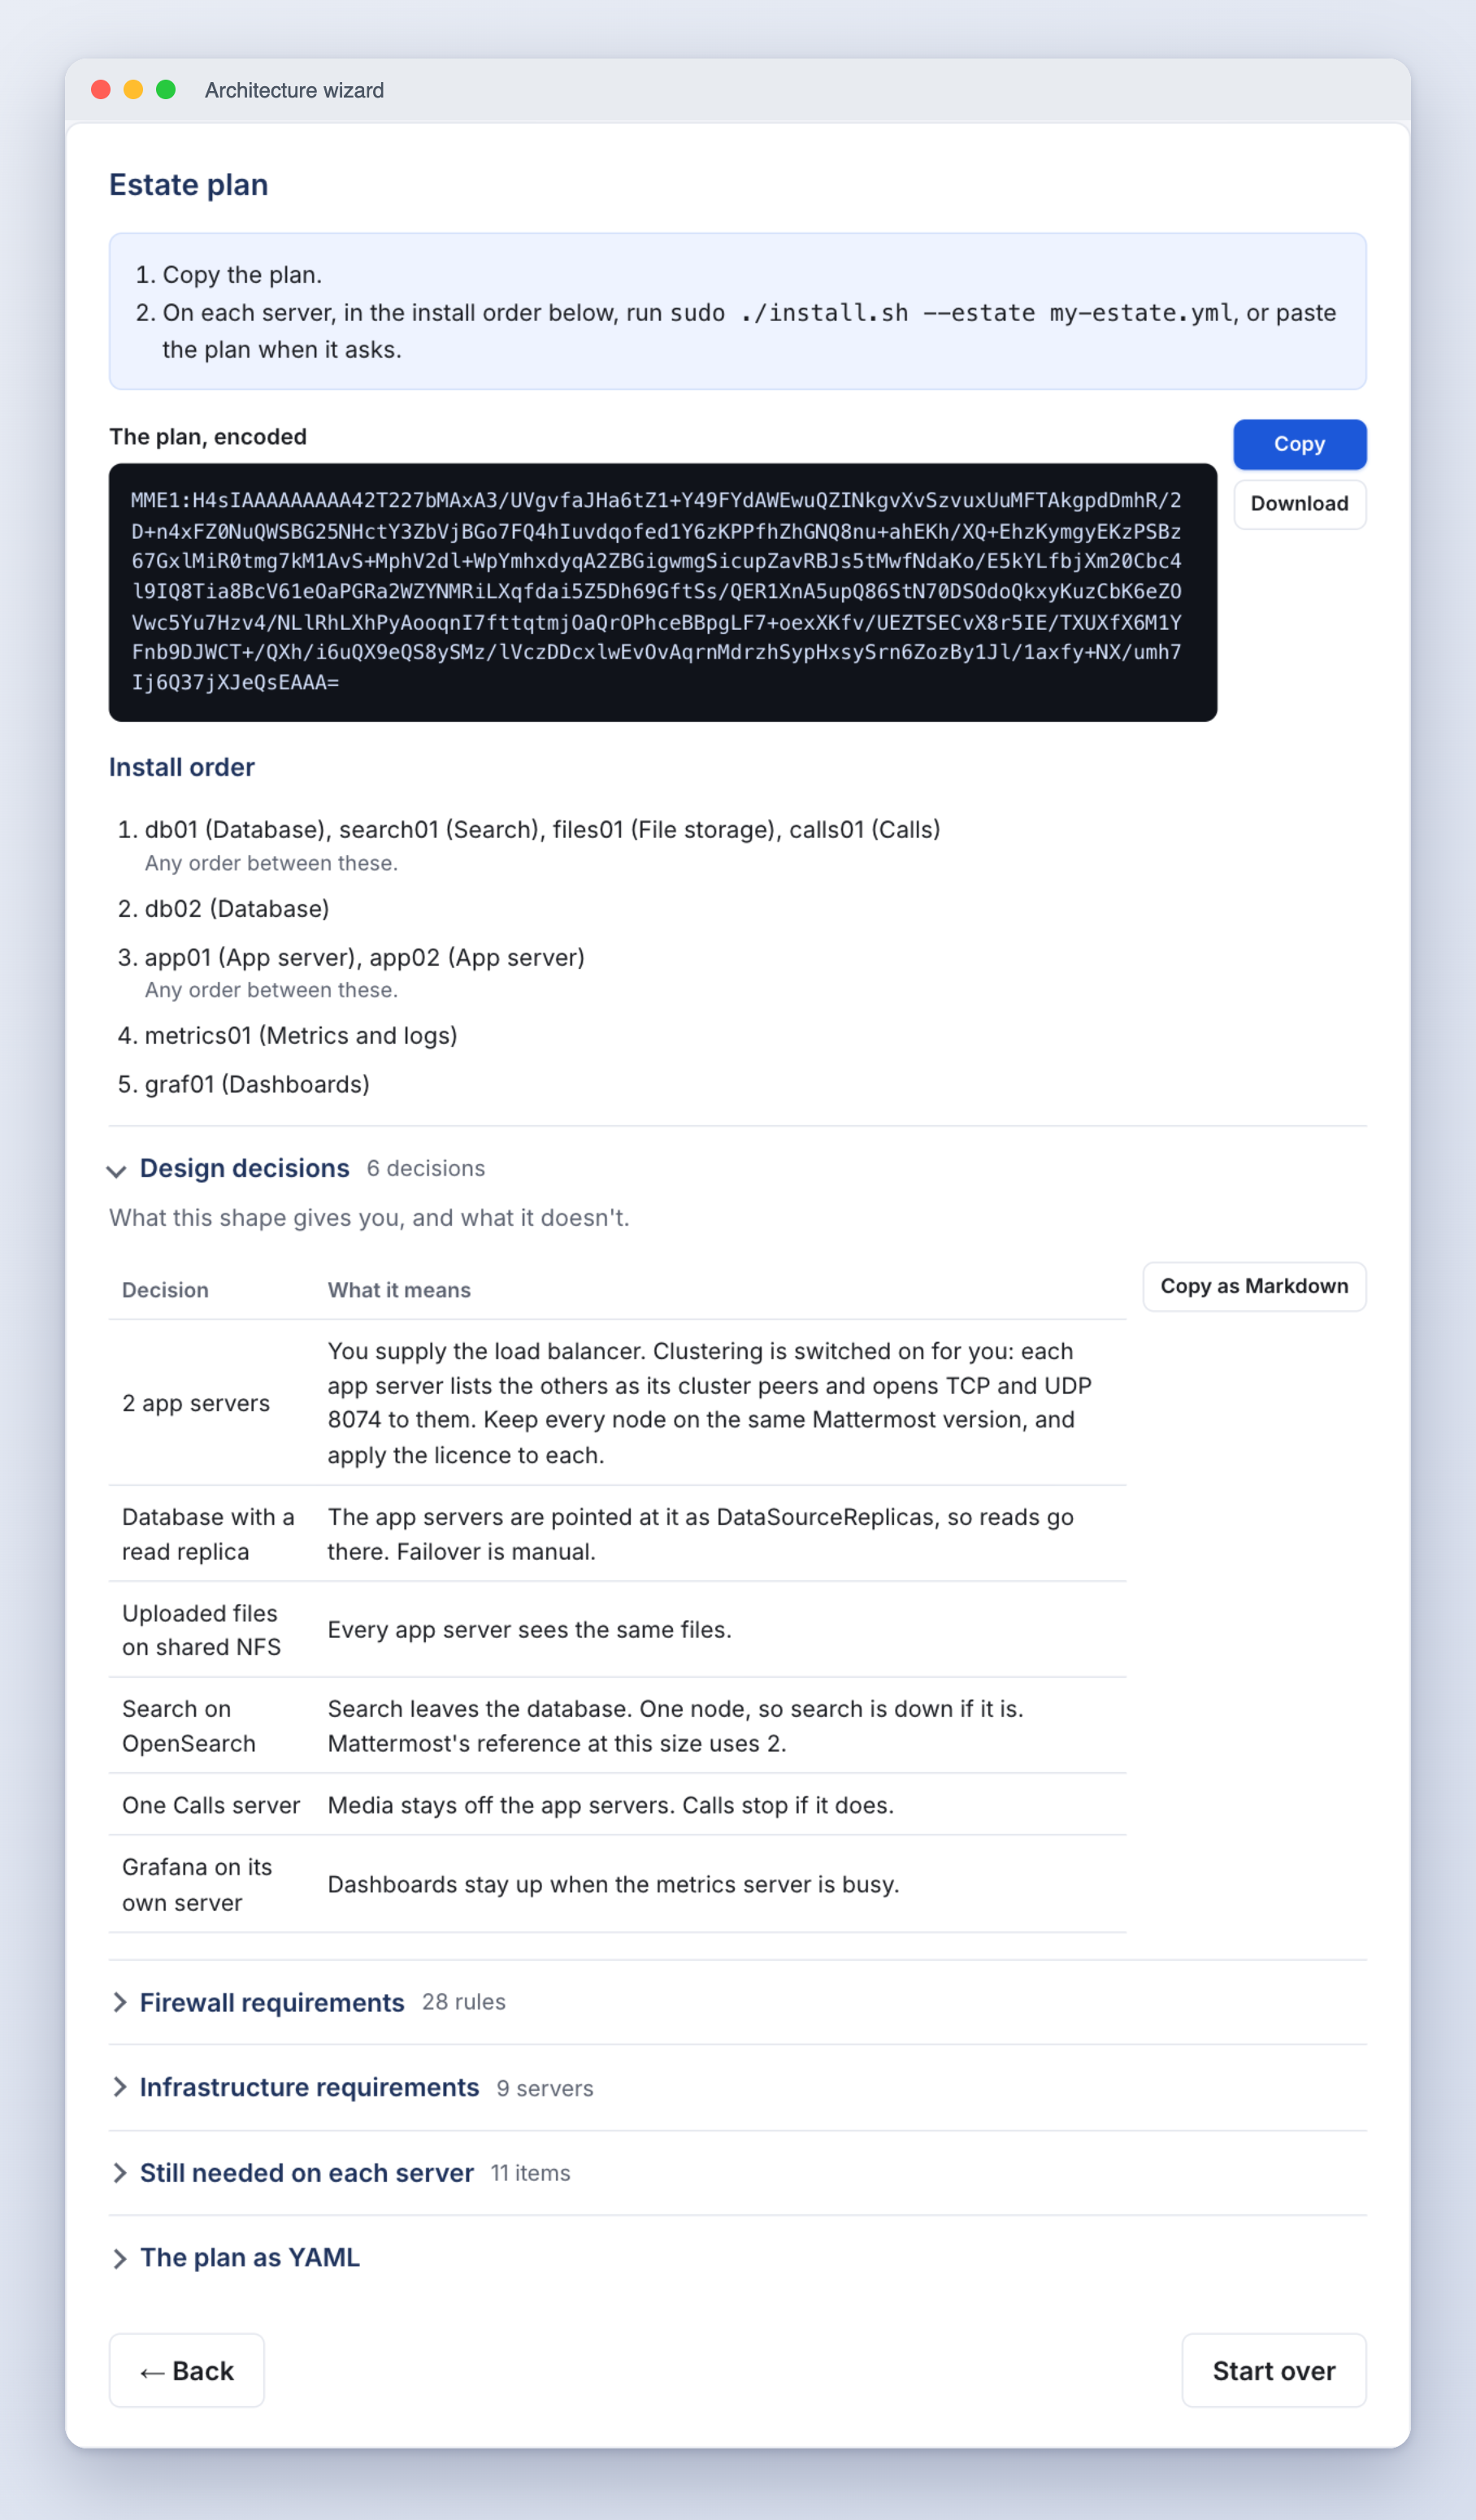 Architecture wizard
Estate plan
1. Copy the plan.
2. On each server, in the install order below, run sudo ./install.sh --estate my-estate.yml, or paste
the plan when it asks.
The plan, encoded
Copy
Download
MME1:H4sIAAAAAAAAA42T227bMAxA3/UVgvfaJHa6tZ1+Y49FYdAWEwuQZINkgvXvSzvuxUuMFTAkgpdDmhR/2
D+n4xFZ0NuQWSBG25NHctY3ZbVjBGo7FQ4hIuvdqofed1Y6zKPPfhZhGNQ8nu+ahEKh/XQ+EhzKymgyEKzPSBz
67GxlMiR0tmg7kM1AvS+MphV2dl+WpYmhxdyqA2ZBGigwmgSicupZavRBJs5tMwfNdaKo/E5kYLfbjXm20Cbc4
l9IQ8Tia8BcV61eOaPGRa2WZYNMRiLXqfdai5Z5Dh69GftSs/QER1XnA5upQ86StN70DSOdoQkxyKuzCbK6eZO
Vwc5Yu7Hzv4/NLlRhLXhPyAooqnI7fttqtmjOaQrOPhceBBpgLF7+oexXKfv/UEZTSECvX8r5IE/TXUXfX6M1Y
Fnb9DJWCT+/QXh/i6uQX9eQS8ySMz/lVczDDcxlwEvOvAqrnMdrzhSypHxsySrn6ZozBy1Jl/1axfy+NX/umh7
Ij6Q37jXJeQsEAAA=
Install order
1. db01 (Database), search01 (Search), files01 (File storage), calls01 (Calls)
Any order between these.
2. db02 (Database)
3. app01 (App server), app02 (App server)
Any order between these.
4. metrics01 (Metrics and logs)
5. graf01 (Dashboards)
Design decisions 6 decisions
What this shape gives you, and what it doesn't.
Copy as Markdown
Decision What it means
2 app servers
You supply the load balancer. Clustering is switched on for you: each
app server lists the others as its cluster peers and opens TCP and UDP
8074 to them. Keep every node on the same Mattermost version, and
apply the licence to each.
Database with a
read replica
The app servers are pointed at it as DataSourceReplicas, so reads go
there. Failover is manual.
Uploaded files
on shared NFS
Every app server sees the same files.
Search on
OpenSearch
Search leaves the database. One node, so search is down if it is.
Mattermost's reference at this size uses 2.
One Calls server
Media stays off the app servers. Calls stop if it does.
Grafana on its
own server
Dashboards stay up when the metrics server is busy.
Firewall requirements 28 rules
Infrastructure requirements 9 servers
Still needed on each server 11 items
The plan as YAML
← Back
Start over